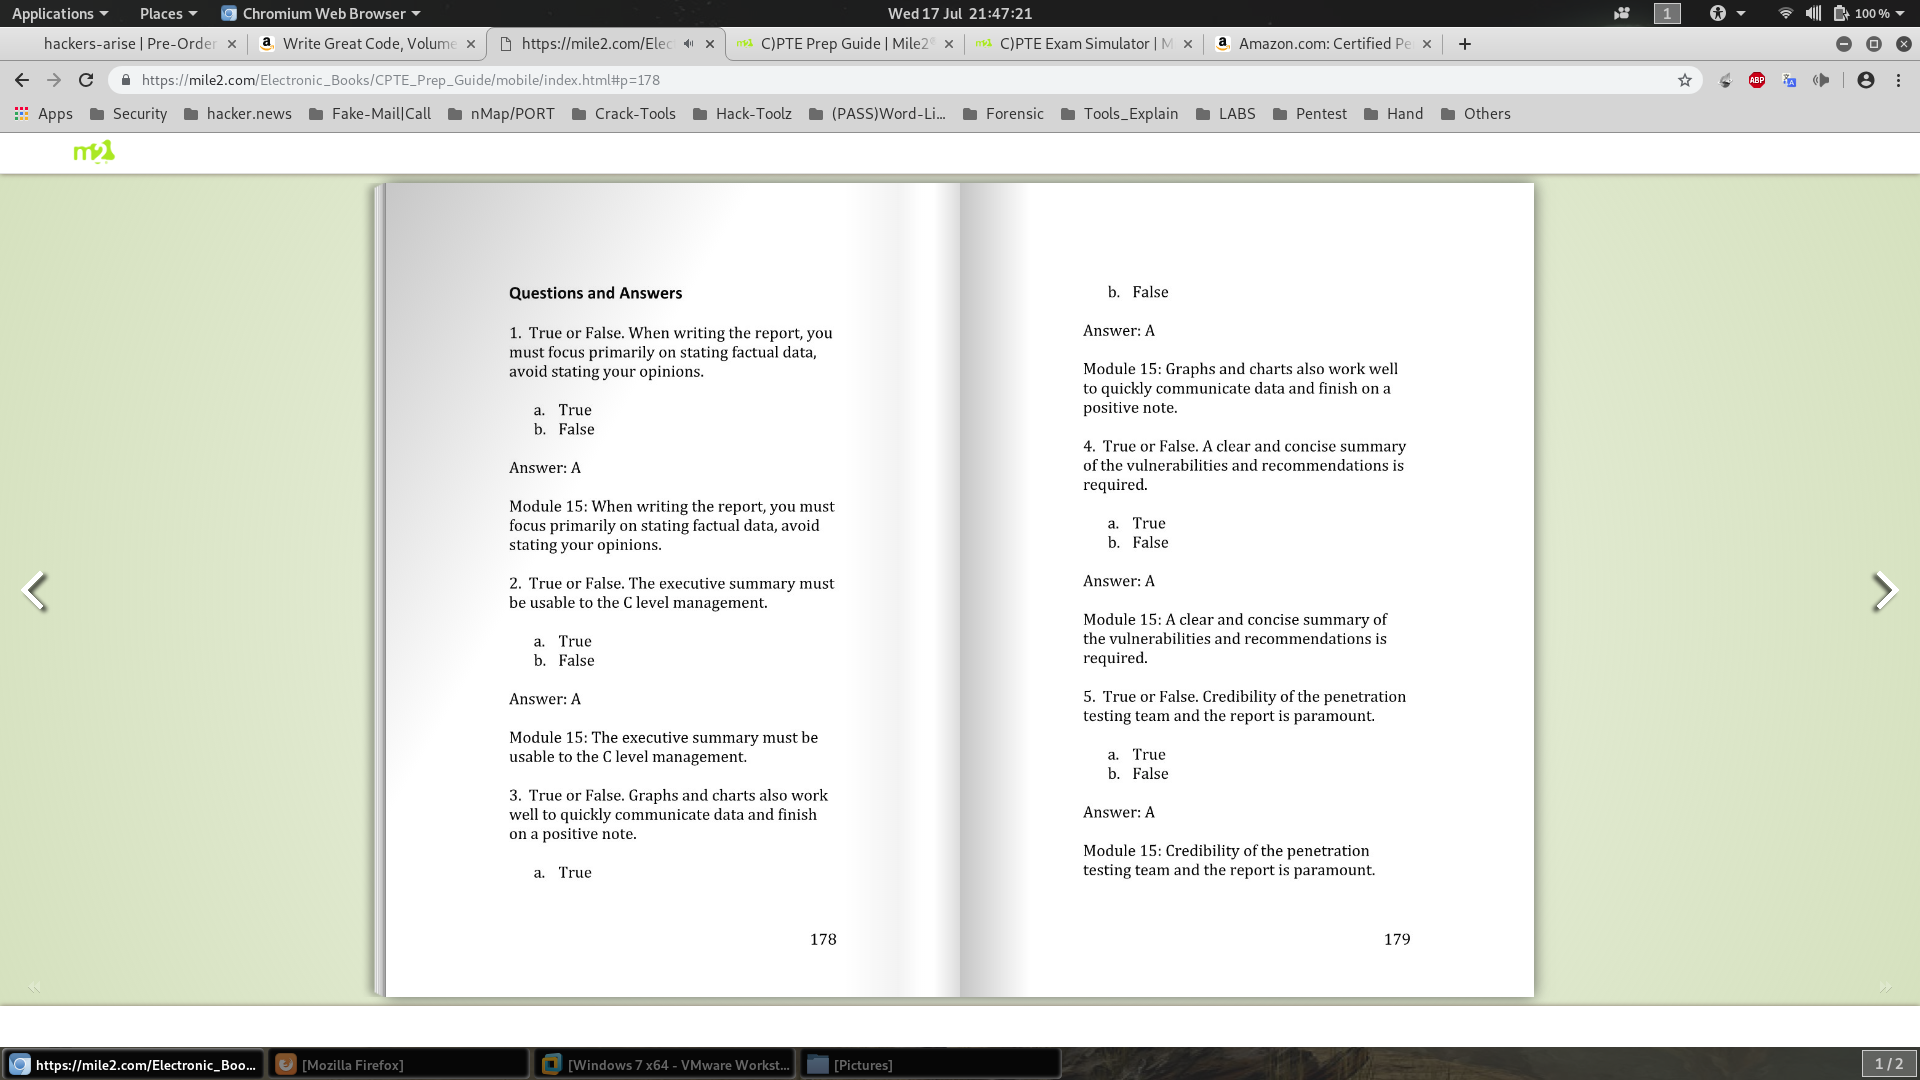 Applications Places Chromium Web Browser Wed 17 Jul 21:47:21 1 100 %
hackers-arise | Pre-Order Write Great Code, Volume https://mile2.com/Elec C)PTE Prep Guide | Mile2 C)PTE Exam Simulator | M Amazon.com: Certified Pe
https://mile2.com/Electronic_Books/CPTE_Prep_Guide/mobile/index.html#p=178 ABP
Apps Security hacker.news Fake-Mail|Call nMap/PORT Crack-Tools Hack-Toolz (PASS)Word-Li... Forensic Tools_Explain LABS Pentest Hand Others
m2
Questions and Answers
1. True or False. When writing the report, you
must focus primarily on stating factual data,
avoid stating your opinions.
a. True
b. False
Answer: A
Module 15: When writing the report, you must
focus primarily on stating factual data, avoid
stating your opinions.
2. True or False. The executive summary must
be usable to the C level management.
a. True
b. False
Answer: A
Module 15: The executive summary must be
usable to the C level management.
3. True or False. Graphs and charts also work
well to quickly communicate data and finish
on a positive note.
a. True
178
b. False
Answer: A
Module 15: Graphs and charts also work well
to quickly communicate data and finish on a
positive note.
4. True or False. A clear and concise summary
of the vulnerabilities and recommendations is
required.
a. True
b. False
Answer: A
Module 15: A clear and concise summary of
the vulnerabilities and recommendations is
required.
5. True or False. Credibility of the penetration
testing team and the report is paramount.
a. True
b. False
Answer: A
Module 15: Credibility of the penetration
testing team and the report is paramount.
179
https://mile2.com/Electronic_Boo... [Mozilla Firefox] [Windows 7 x64 - VMware Workst... [Pictures] 1 / 2